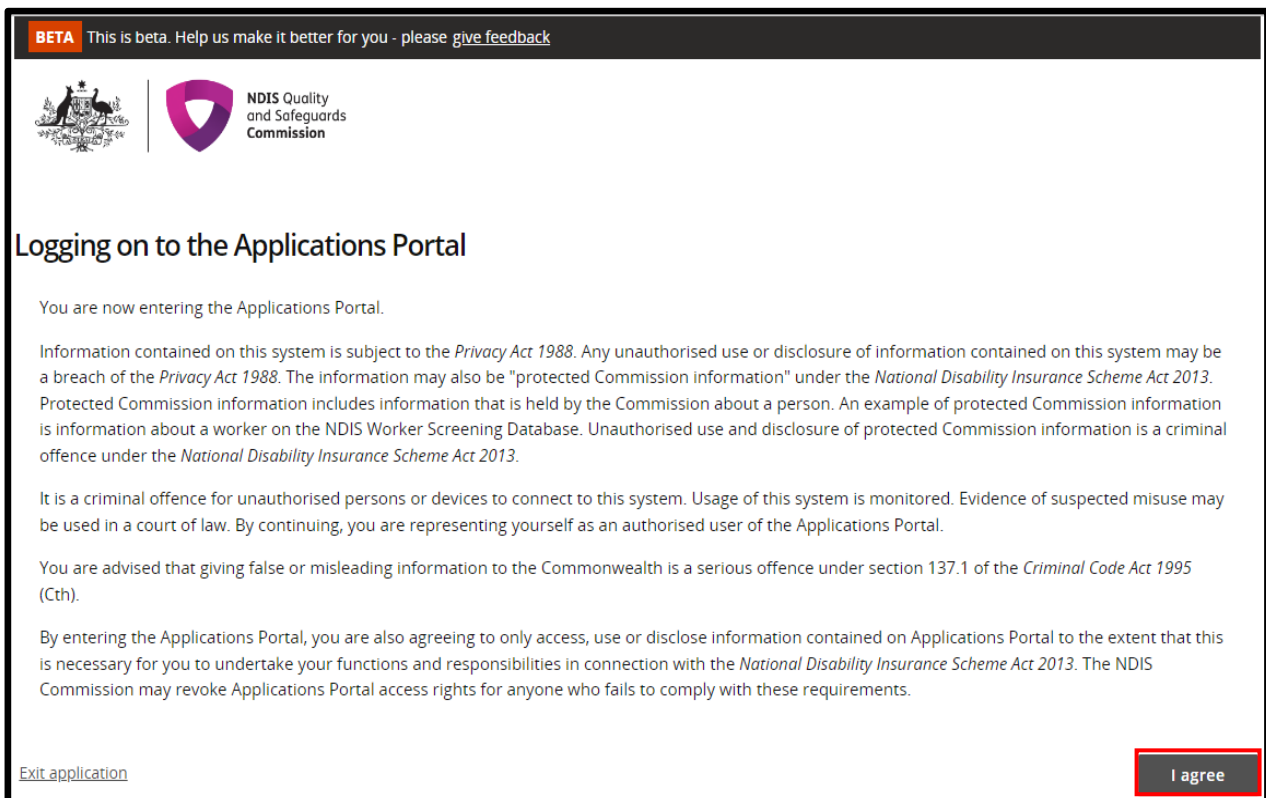 BETA This is beta. Help us make it better for you - please give feedback
NDIS Quality
and Safeguards
Commission
Logging on to the Applications Portal
You are now entering the Applications Portal.
Information contained on this system is subject to the Privacy Act 1988. Any unauthorised use or disclosure of information contained on this system may be
a breach of the Privacy Act 1988. The information may also be "protected Commission information" under the National Disability Insurance Scheme Act 2013.
Protected Commission information includes information that is held by the Commission about a person. An example of protected Commission information
is information about a worker on the NDIS Worker Screening Database. Unauthorised use and disclosure of protected Commission information is a criminal
offence under the National Disability Insurance Scheme Act 2013.
It is a criminal offence for unauthorised persons or devices to connect to this system. Usage of this system is monitored. Evidence of suspected misuse may
be used in a court of law. By continuing, you are representing yourself as an authorised user of the Applications Portal.
You are advised that giving false or misleading information to the Commonwealth is a serious offence under section 137.1 of the Criminal Code Act 1995
(Cth).
By entering the Applications Portal, you are also agreeing to only access, use or disclose information contained on Applications Portal to the extent that this
is necessary for you to undertake your functions and responsibilities in connection with the National Disability Insurance Scheme Act 2013. The NDIS
Commission may revoke Applications Portal access rights for anyone who fails to comply with these requirements.
Exit application
I agree